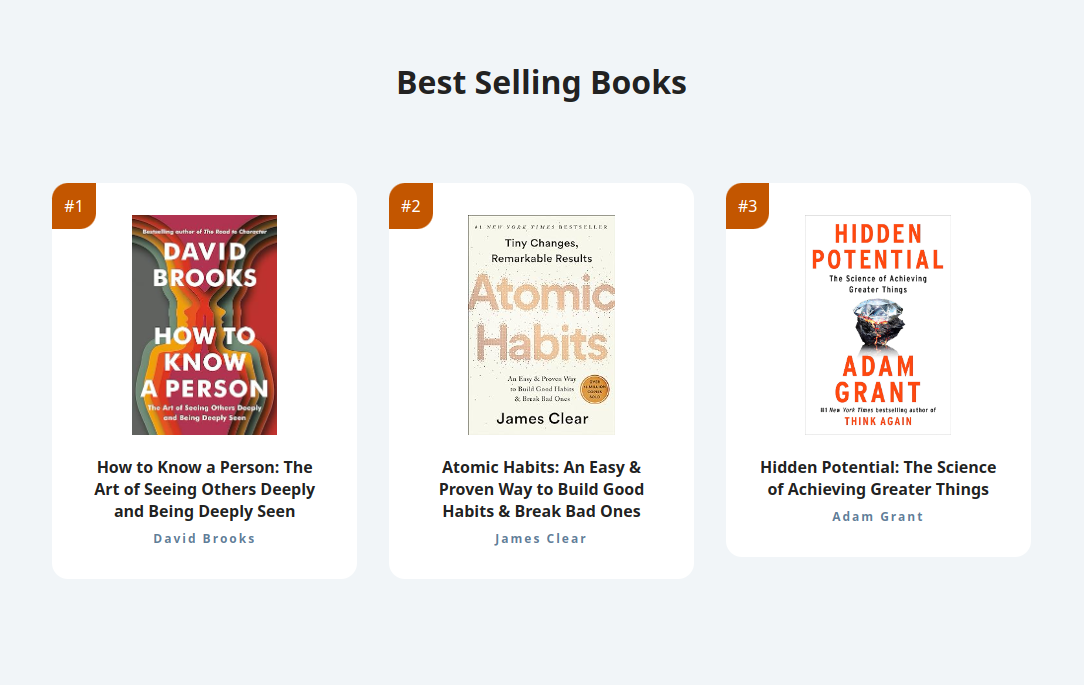 Best Selling Books
#1
Bestselling author of The Road to Character
DAVID
BROOKS
HOW TO
KNOW
A PERSON
The Art of Seeing Others Deeply
and Being Deeply Seen
How to Know a Person: The
Art of Seeing Others Deeply
and Being Deeply Seen
David Brooks
#2
#1 NEW YORK TIMES BESTSELLER
Tiny Changes,
Remarkable Results
Atomic
Habits
An Easy & Proven Way
to Build Good Habits
& Break Bad Ones
James Clear
Atomic Habits: An Easy &
Proven Way to Build Good
Habits & Break Bad Ones
James Clear
#3
HIDDEN
POTENTIAL
The Science of Achieving
Greater Things
ADAM
GRANT
#1 New York Times bestselling author of
THINK AGAIN
Hidden Potential: The Science
of Achieving Greater Things
Adam Grant